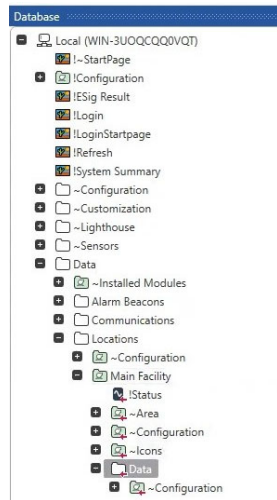 Database
Local (WIN-3UOQCQQ0VQT)
!~StartPage
!Configuration
!ESig Result
!Login
!LoginStartpage
!Refresh
!System Summary
~Configuration
~Customization
~Lighthouse
~Sensors
Data
~Installed Modules
Alarm Beacons
Communications
Locations
~Configuration
Main Facility
!Status
~Area
~Configuration
~Icons
Data
~Configuration